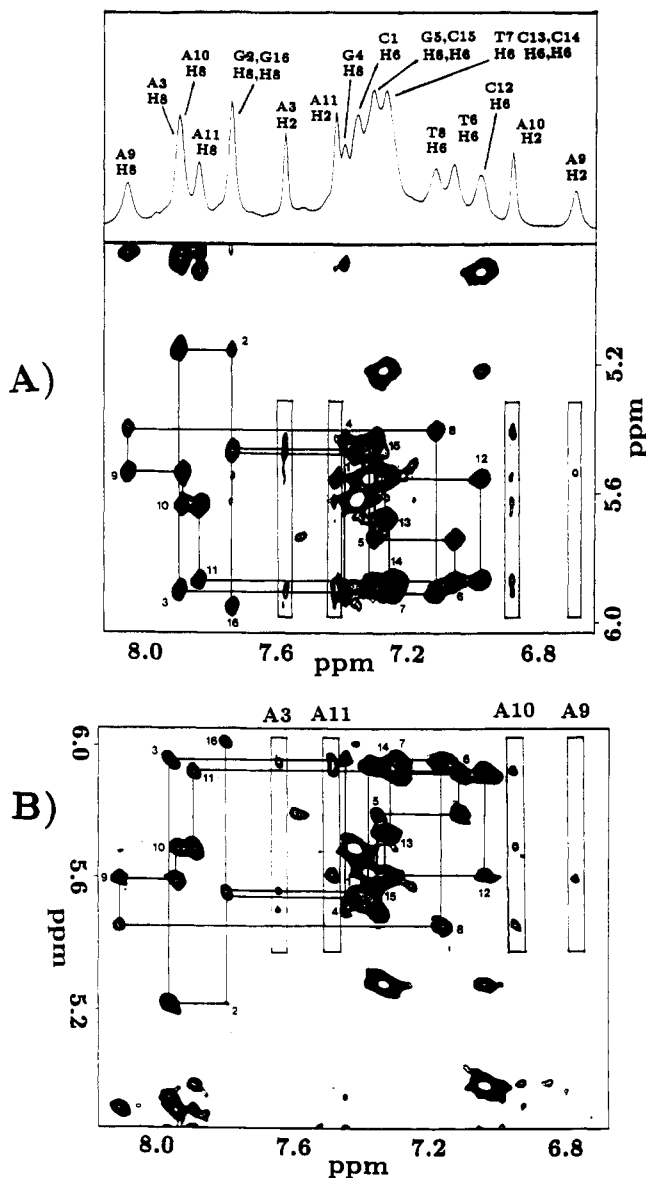 A9
H8
A3
H8
A10
H8
A11
H8
G2,G16
H8,H8
A3
H2
A11
H2
G4
H8
C1
H6
G5,C15
H8,H6
T7 C13,C14
H6 H6,H6
T8
H6
T6
H6
C12
H6
A10
H2
A9
H2
A)
2
4
8
15
9
12
10
13
5
11
14
3
7
6
16
5.2
5.6
6.0
ppm
8.0
7.6
7.2
6.8
ppm
A3
A11
A10
A9
B)
16
3
14
7
11
6
5
10
13
9
12
15
4
8
2
6.0
5.6
5.2
ppm
8.0
7.6
7.2
6.8
ppm